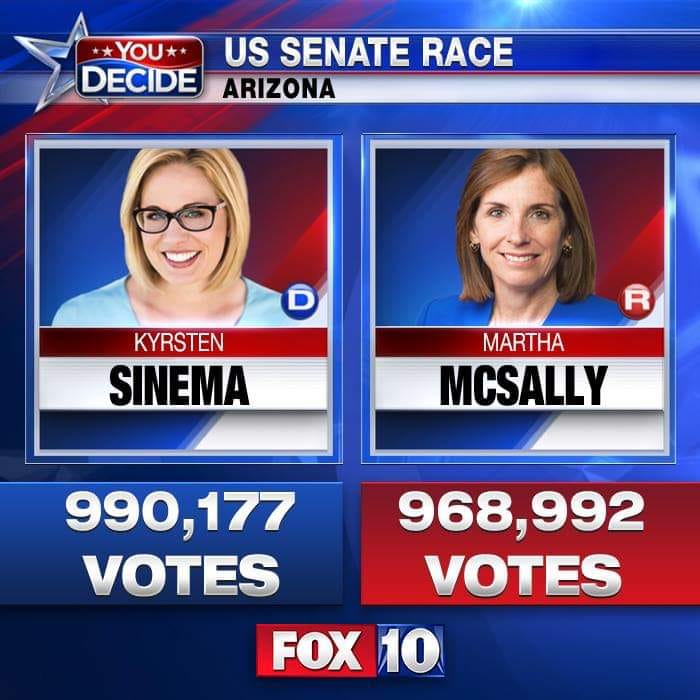 YOU
DECIDE
US SENATE RACE
ARIZONA
D
R
KYRSTEN
SINEMA
MARTHA
MCSALLY
990,177
VOTES
968,992
VOTES
FOX 10